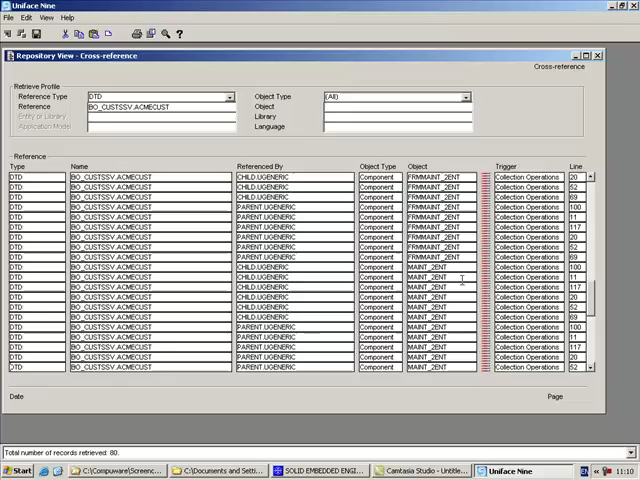 Uniface Nine
File Edit View Help
Repository View - Cross-reference
Cross-reference
Retrieve Profile
Reference Type DTD Object Type (All)
Reference BO_CUSTSSV.ACMECUST Object
Entity or Library Library
Application Model Language
Reference
Type Name Referenced By Object Type Object Trigger Line
DTD BO_CUSTSSV.ACMECUST CHILD.UGENERIC Component FRMMAINT_2ENT Collection Operations 20
DTD BO_CUSTSSV.ACMECUST CHILD.UGENERIC Component FRMMAINT_2ENT Collection Operations 52
DTD BO_CUSTSSV.ACMECUST CHILD.UGENERIC Component FRMMAINT_2ENT Collection Operations 69
DTD BO_CUSTSSV.ACMECUST PARENT.UGENERIC Component FRMMAINT_2ENT Collection Operations 100
DTD BO_CUSTSSV.ACMECUST PARENT.UGENERIC Component FRMMAINT_2ENT Collection Operations 11
DTD BO_CUSTSSV.ACMECUST PARENT.UGENERIC Component FRMMAINT_2ENT Collection Operations 117
DTD BO_CUSTSSV.ACMECUST PARENT.UGENERIC Component FRMMAINT_2ENT Collection Operations 20
DTD BO_CUSTSSV.ACMECUST PARENT.UGENERIC Component FRMMAINT_2ENT Collection Operations 52
DTD BO_CUSTSSV.ACMECUST PARENT.UGENERIC Component FRMMAINT_2ENT Collection Operations 69
DTD BO_CUSTSSV.ACMECUST CHILD.UGENERIC Component MAINT_2ENT Collection Operations 100
DTD BO_CUSTSSV.ACMECUST CHILD.UGENERIC Component MAINT_2ENT Collection Operations 11
DTD BO_CUSTSSV.ACMECUST CHILD.UGENERIC Component MAINT_2ENT Collection Operations 117
DTD BO_CUSTSSV.ACMECUST CHILD.UGENERIC Component MAINT_2ENT Collection Operations 20
DTD BO_CUSTSSV.ACMECUST CHILD.UGENERIC Component MAINT_2ENT Collection Operations 52
DTD BO_CUSTSSV.ACMECUST CHILD.UGENERIC Component MAINT_2ENT Collection Operations 69
DTD BO_CUSTSSV.ACMECUST PARENT.UGENERIC Component MAINT_2ENT Collection Operations 100
DTD BO_CUSTSSV.ACMECUST PARENT.UGENERIC Component MAINT_2ENT Collection Operations 11
DTD BO_CUSTSSV.ACMECUST PARENT.UGENERIC Component MAINT_2ENT Collection Operations 117
DTD BO_CUSTSSV.ACMECUST PARENT.UGENERIC Component MAINT_2ENT Collection Operations 20
DTD BO_CUSTSSV.ACMECUST PARENT.UGENERIC Component MAINT_2ENT Collection Operations 52
Date Page
Total number of records retrieved: 80.
Start C:\Compuware\Screenc... C:\Documents and Setti... SOLID EMBEDDED ENGI... Camtasia Studio - Untitle... Uniface Nine EN 11:10